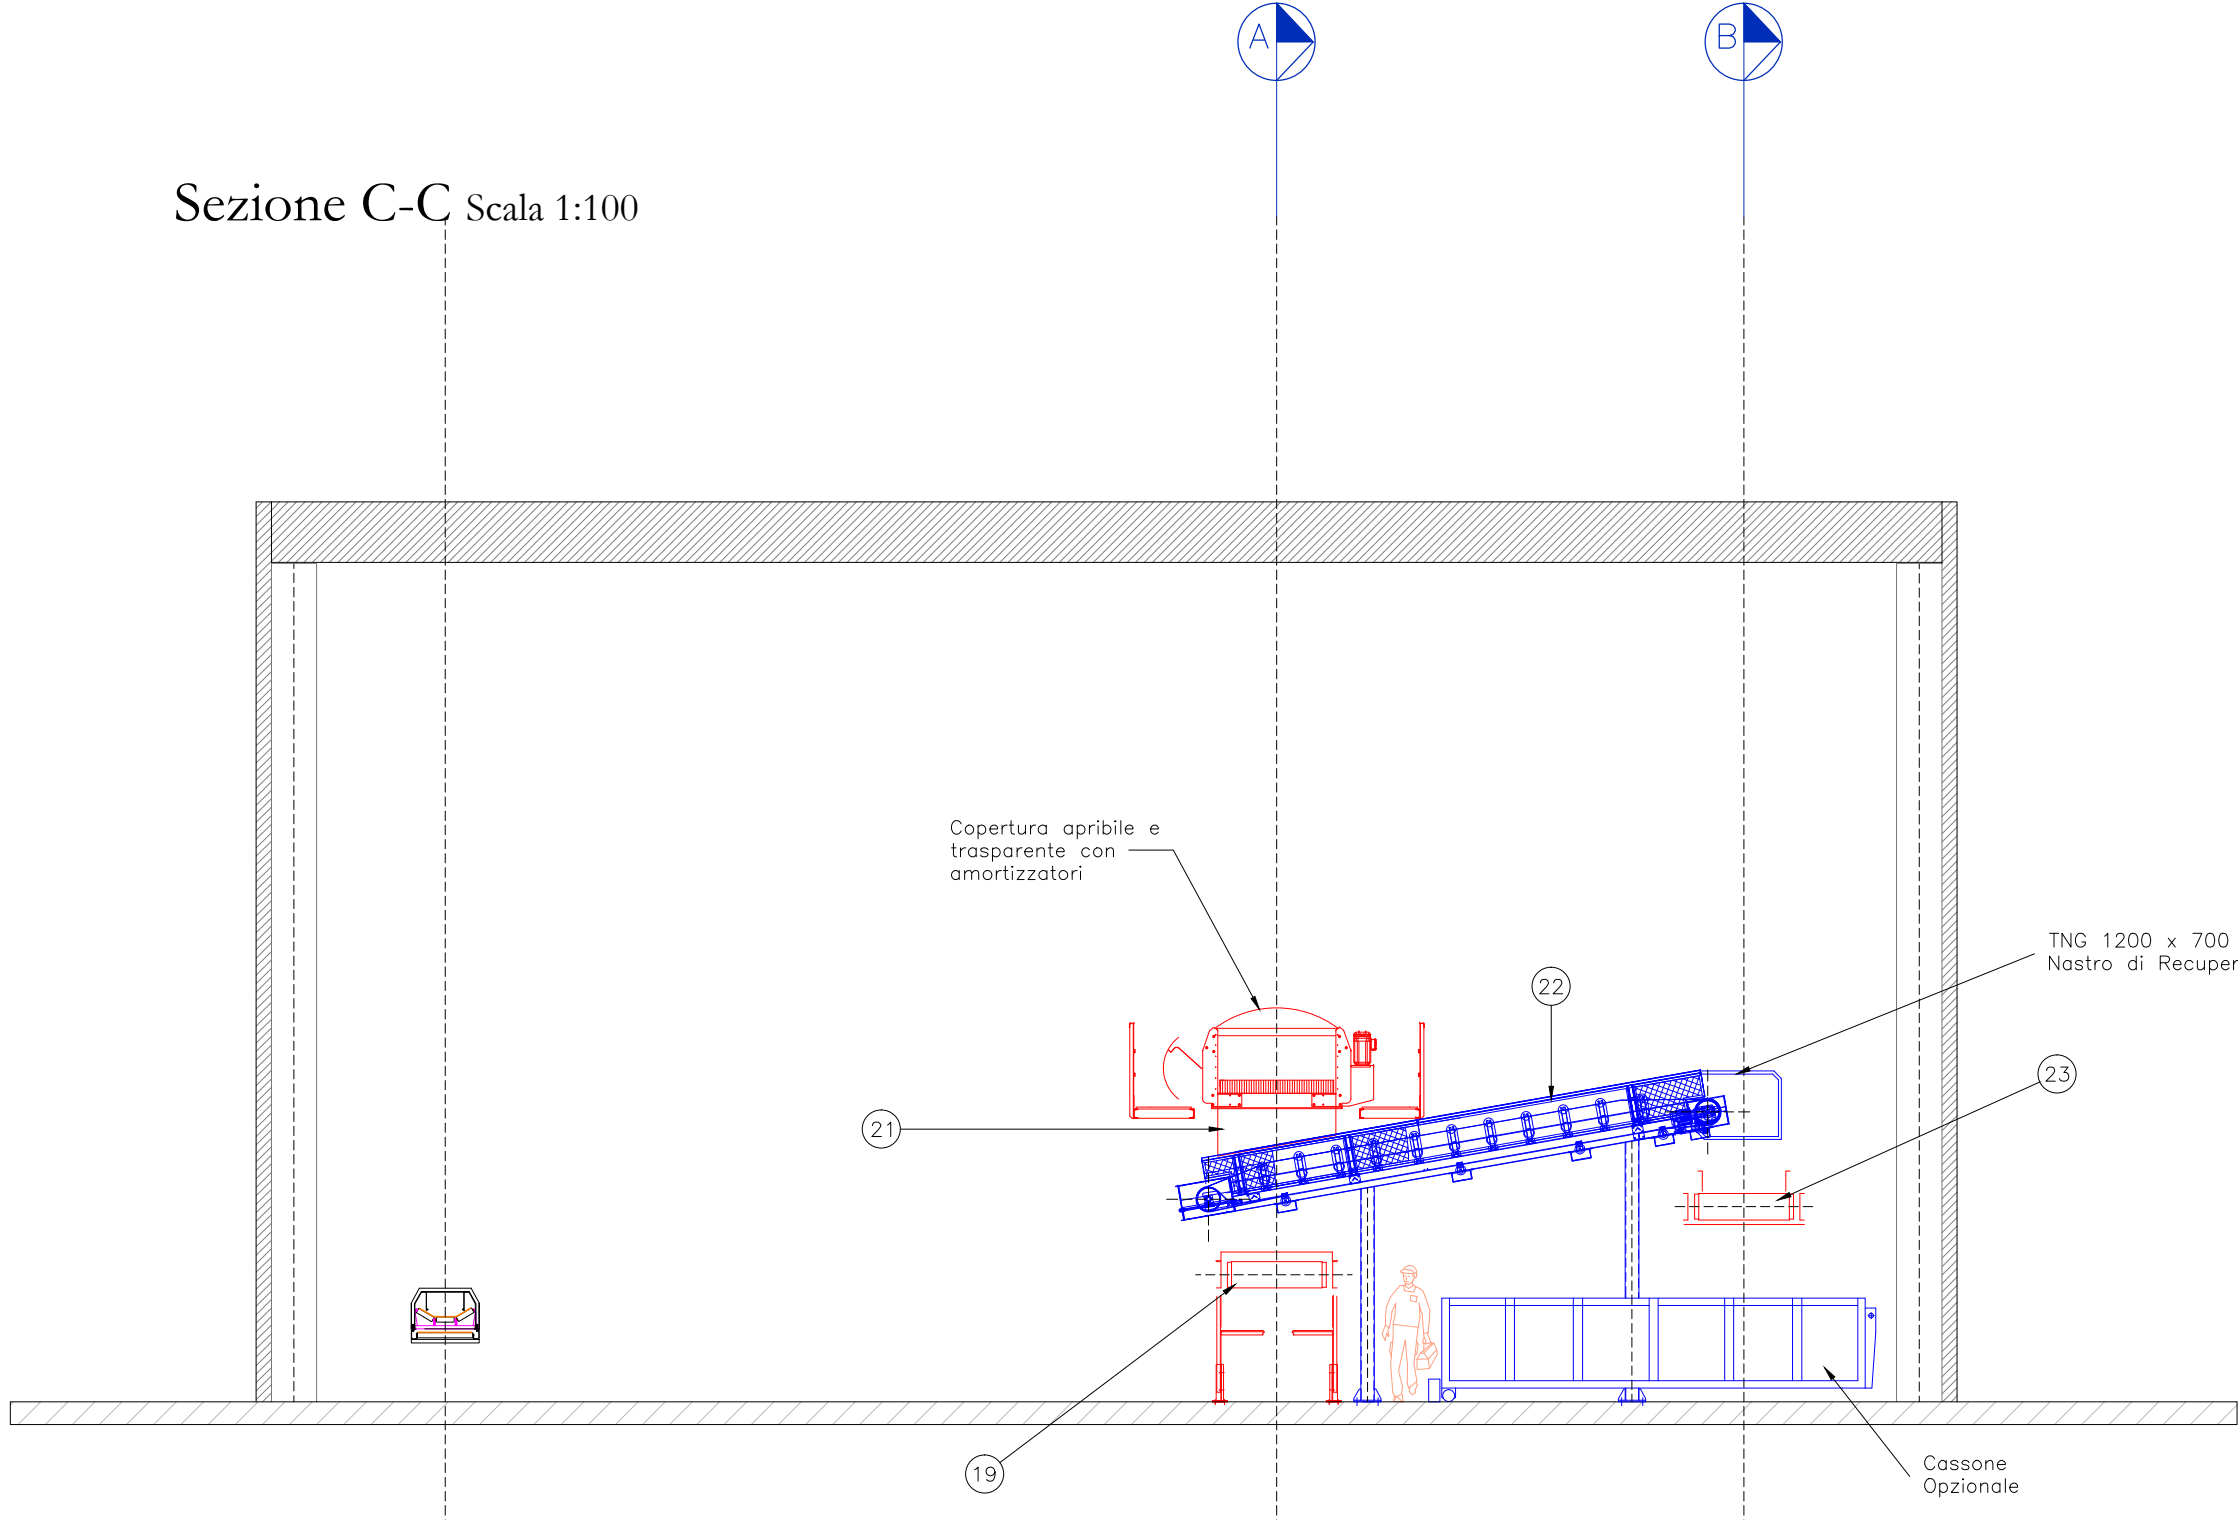 A
B
Sezione C-C Scala 1:100
Copertura apribile e
trasparente con
amortizzatori
TNG 1200 x 700
Nastro di Recuper
22
23
21
19
Cassone
Opzionale